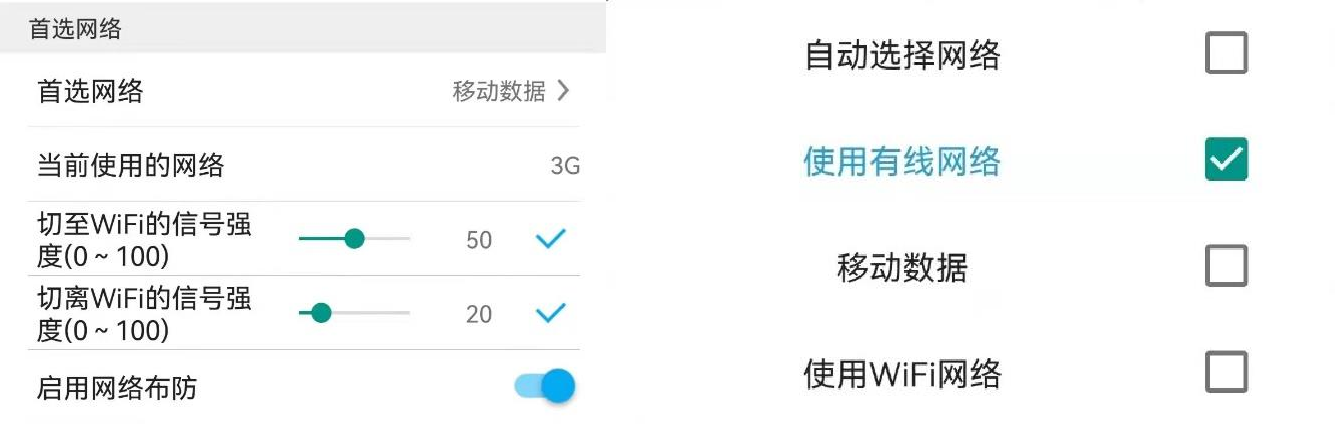 首选网络
首选网络 移动数据
当前使用的网络 3G
切至WiFi的信号强
度(0 ~ 100) 50
切离WiFi的信号强
度(0 ~ 100) 20
启用网络布防
自动选择网络
使用有线网络
移动数据
使用WiFi网络